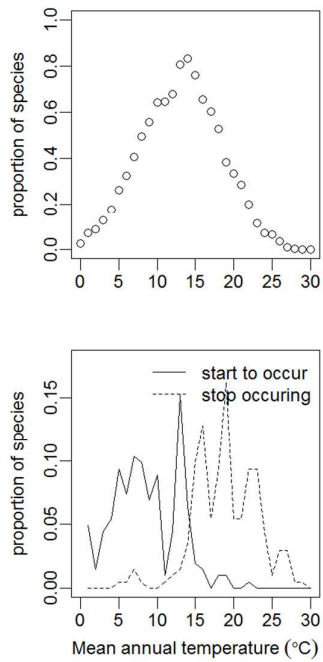 proportion of species
1.0
0.8
0.6
0.4
0.2
0.0
0 5 10 15 20 25 30
proportion of species
0.15
0.10
0.05
0.00
start to occur
stop occuring
0 5 10 15 20 25 30
Mean annual temperature (°C)